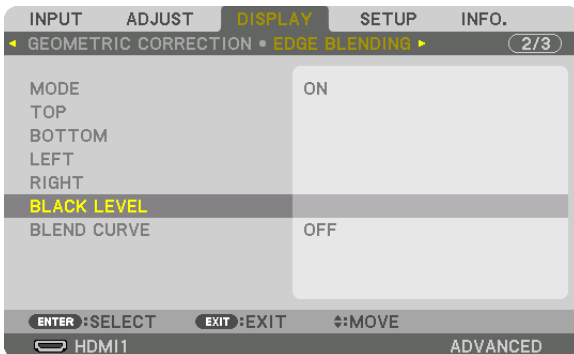 INPUT ADJUST DISPLAY SETUP INFO.
GEOMETRIC CORRECTION • EDGE BLENDING 2/3
MODE ON
TOP
BOTTOM
LEFT
RIGHT
BLACK LEVEL
BLEND CURVE OFF
ENTER :SELECT EXIT :EXIT :MOVE
HDMI1 ADVANCED